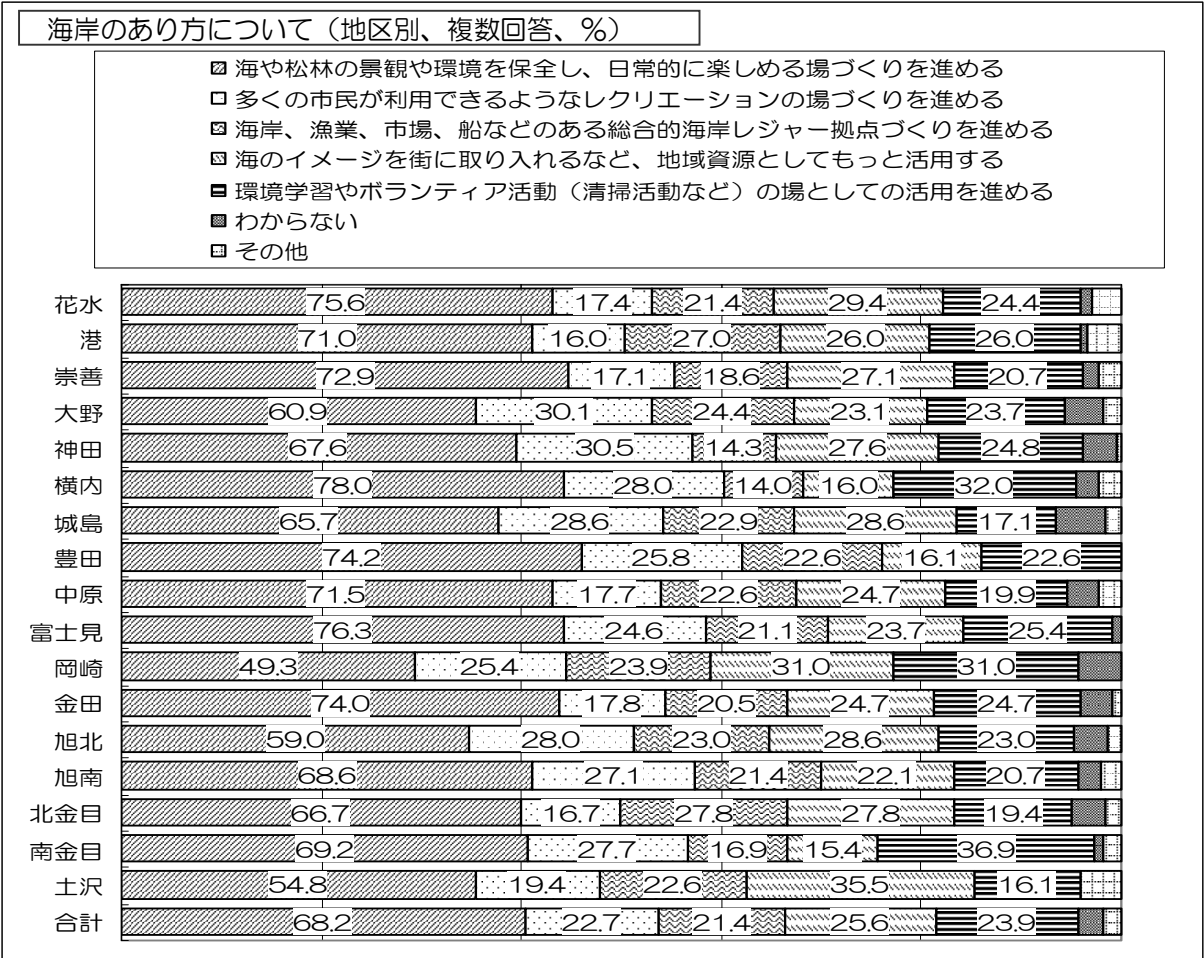 海岸のあり方について（地区別、複数回答、%）
海や松林の景観や環境を保全し、日常的に楽しめる場づくりを進める
多くの市民が利用できるようなレクリエーションの場づくりを進める
海岸、漁業、市場、船などのある総合的海岸レジャー拠点づくりを進める
海のイメージを街に取り入れるなど、地域資源としてもっと活用する
環境学習やボランティア活動（清掃活動など）の場としての活用を進める
わからない
その他
花水 75.6 17.4 21.4 29.4 24.4
港 71.0 16.0 27.0 26.0 26.0
崇善 72.9 17.1 18.6 27.1 20.7
大野 60.9 30.1 24.4 23.1 23.7
神田 67.6 30.5 14.3 27.6 24.8
横内 78.0 28.0 14.0 16.0 32.0
城島 65.7 28.6 22.9 28.6 17.1
豊田 74.2 25.8 22.6 16.1 22.6
中原 71.5 17.7 22.6 24.7 19.9
富士見 76.3 24.6 21.1 23.7 25.4
岡崎 49.3 25.4 23.9 31.0 31.0
金田 74.0 17.8 20.5 24.7 24.7
旭北 59.0 28.0 23.0 28.6 23.0
旭南 68.6 27.1 21.4 22.1 20.7
北金目 66.7 16.7 27.8 27.8 19.4
南金目 69.2 27.7 16.9 15.4 36.9
土沢 54.8 19.4 22.6 35.5 16.1
合計 68.2 22.7 21.4 25.6 23.9